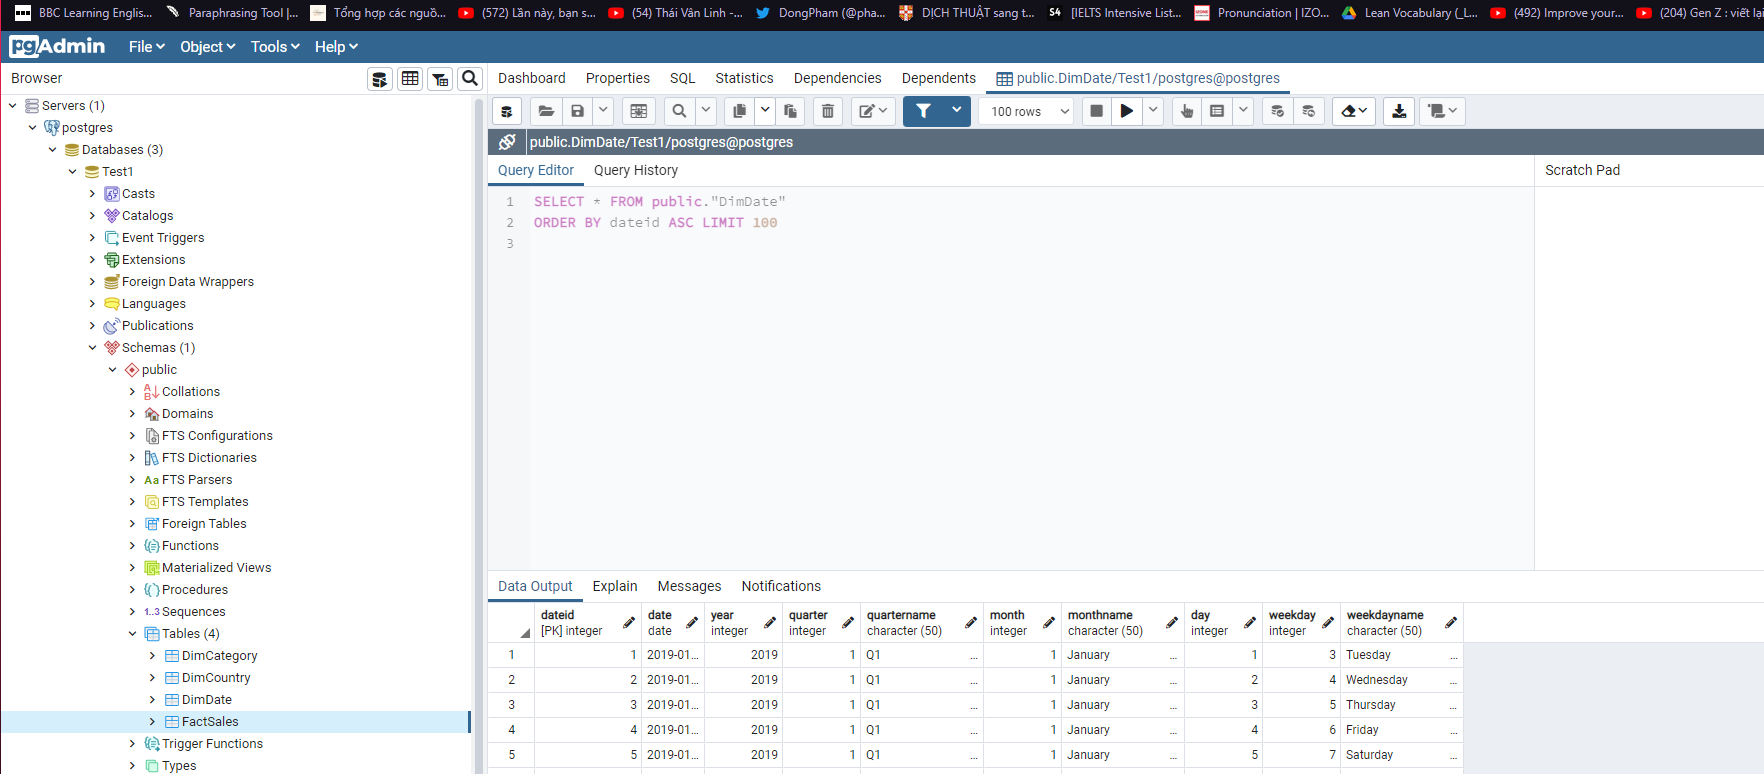 BBC Learning Englis...
Paraphrasing Tool |...
Tổng hợp các nguồ...
(572) Lần này, bạn s...
(54) Thái Vân Linh -...
DongPham (@pha...
DỊCH THUẬT sang t...
S4 [IELTS Intensive List...
Pronunciation | IZO...
Lean Vocabulary (_L...
(492) Improve your...
(204) Gen Z : viết lại
pgAdmin File Object Tools Help
Browser
Dashboard Properties SQL Statistics Dependencies Dependents public.DimDate/Test1/postgres@postgres
100 rows
public.DimDate/Test1/postgres@postgres
Query Editor Query History
Scratch Pad
1 SELECT * FROM public."DimDate"
2 ORDER BY dateid ASC LIMIT 100
3
Servers (1)
postgres
Databases (3)
Test1
Casts
Catalogs
Event Triggers
Extensions
Foreign Data Wrappers
Languages
Publications
Schemas (1)
public
Collations
Domains
FTS Configurations
FTS Dictionaries
Aa FTS Parsers
FTS Templates
Foreign Tables
Functions
Materialized Views
Procedures
1..3 Sequences
Tables (4)
DimCategory
DimCountry
DimDate
FactSales
Trigger Functions
Types
Data Output Explain Messages Notifications
dateid date year quarter quartername month monthname day weekday weekdayname
[PK] integer date integer integer character (50) integer character (50) integer integer character (50)
1 1 2019-01... 2019 1 Q1 ... 1 January ... 1 3 Tuesday ...
2 2 2019-01... 2019 1 Q1 ... 1 January ... 2 4 Wednesday ...
3 3 2019-01... 2019 1 Q1 ... 1 January ... 3 5 Thursday ...
4 4 2019-01... 2019 1 Q1 ... 1 January ... 4 6 Friday ...
5 5 2019-01... 2019 1 Q1 ... 1 January ... 5 7 Saturday ...